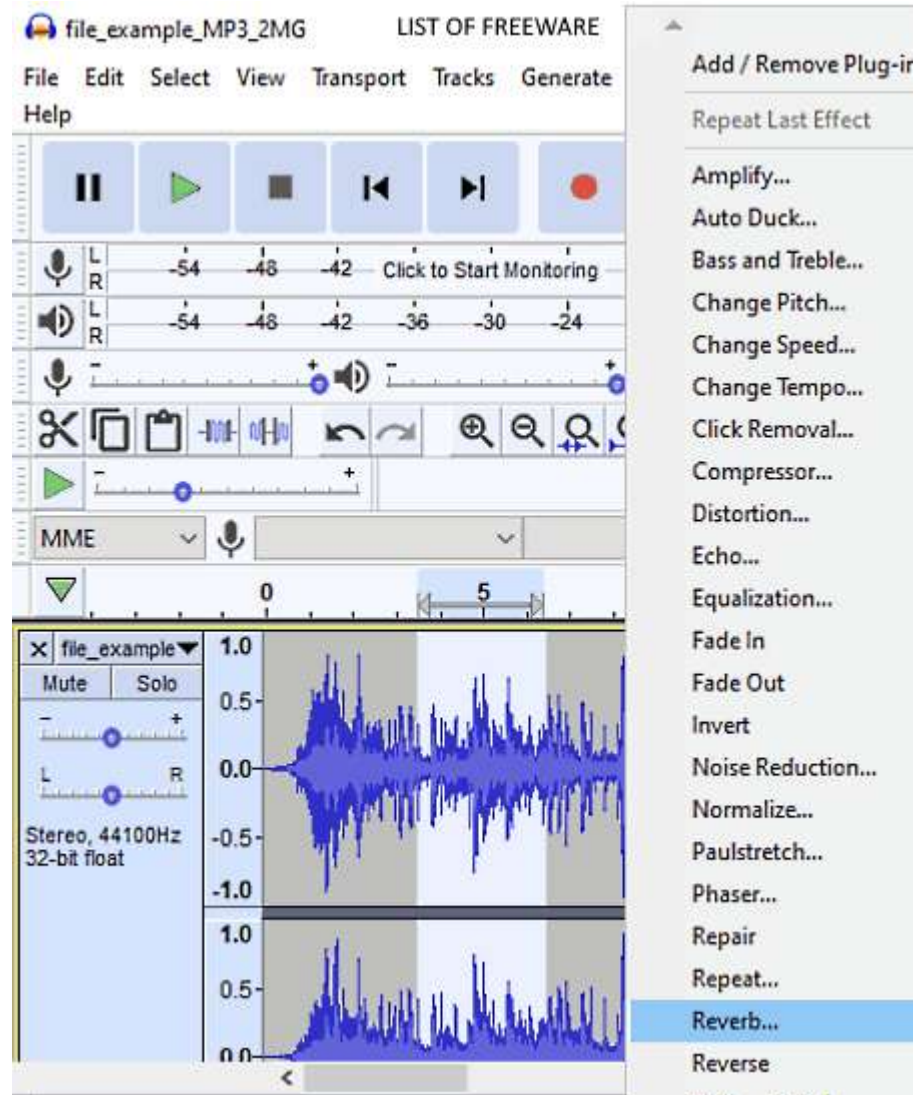 file_example_MP3_2MG LIST OF FREEWARE
File Edit Select View Transport Tracks Generate
Help
L
R
-54 -48 -42 Click to Start Monitoring
L
R
-54 -48 -42 -36 -30 -24
- + - +
- +
MME
0 5
file_example
Mute Solo
- +
L R
Stereo, 44100Hz
32-bit float
1.0
0.5
0.0
-0.5
-1.0
1.0
0.5
0.0
Add / Remove Plug-in
Repeat Last Effect
Amplify...
Auto Duck...
Bass and Treble...
Change Pitch...
Change Speed...
Change Tempo...
Click Removal...
Compressor...
Distortion...
Echo...
Equalization...
Fade In
Fade Out
Invert
Noise Reduction...
Normalize...
Paulstretch...
Phaser...
Repair
Repeat...
Reverb...
Reverse